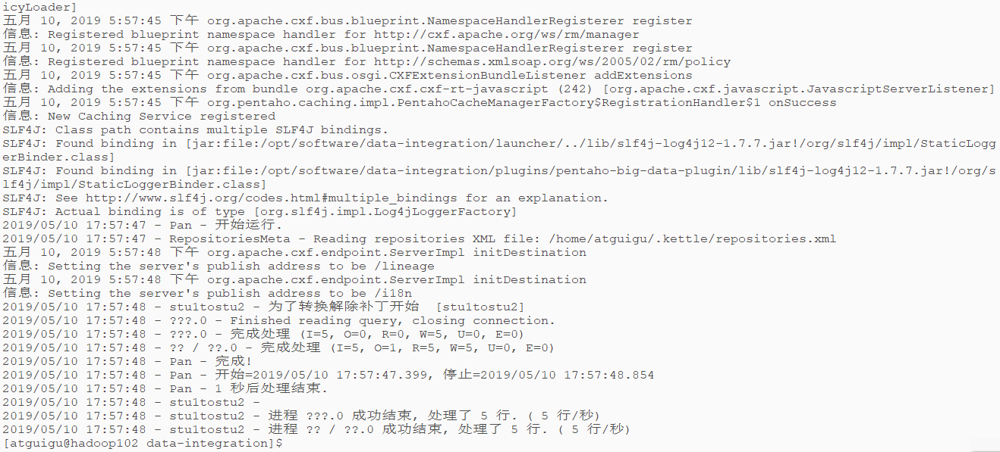 icyLoader]
五月 10, 2019 5:57:45 下午 org.apache.cxf.bus.blueprint.NamespaceHandlerRegisterer register
信息: Registered blueprint namespace handler for http://cxf.apache.org/ws/rm/manager
五月 10, 2019 5:57:45 下午 org.apache.cxf.bus.blueprint.NamespaceHandlerRegisterer register
信息: Registered blueprint namespace handler for http://schemas.xmlsoap.org/ws/2005/02/rm/policy
五月 10, 2019 5:57:45 下午 org.apache.cxf.bus.osgi.CXFExtensionBundleListener addExtensions
信息: Adding the extensions from bundle org.apache.cxf.cxf-rt-javascript (242) [org.apache.cxf.javascript.JavascriptServerListener]
五月 10, 2019 5:57:45 下午 org.pentaho.caching.impl.PentahoCacheManagerFactory$RegistrationHandler$1 onSuccess
信息: New Caching Service registered
SLF4J: Class path contains multiple SLF4J bindings.
SLF4J: Found binding in [jar:file:/opt/software/data-integration/launcher/../lib/slf4j-log4j12-1.7.7.jar!/org/slf4j/impl/StaticLogg
erBinder.class]
SLF4J: Found binding in [jar:file:/opt/software/data-integration/plugins/pentaho-big-data-plugin/lib/slf4j-log4j12-1.7.7.jar!/org/s
lf4j/impl/StaticLoggerBinder.class]
SLF4J: See http://www.slf4j.org/codes.html#multiple_bindings for an explanation.
SLF4J: Actual binding is of type [org.slf4j.impl.Log4jLoggerFactory]
2019/05/10 17:57:47 - Pan - 开始运行.
2019/05/10 17:57:47 - RepositoriesMeta - Reading repositories XML file: /home/atguigu/.kettle/repositories.xml
五月 10, 2019 5:57:48 下午 org.apache.cxf.endpoint.ServerImpl initDestination
信息: Setting the server's publish address to be /lineage
五月 10, 2019 5:57:48 下午 org.apache.cxf.endpoint.ServerImpl initDestination
信息: Setting the server's publish address to be /i18n
2019/05/10 17:57:48 - stu1tostu2 - 为了转换解除补丁开始  [stu1tostu2]
2019/05/10 17:57:48 - ???.0 - Finished reading query, closing connection.
2019/05/10 17:57:48 - ???.0 - 完成处理 (I=5, O=0, R=0, W=5, U=0, E=0)
2019/05/10 17:57:48 - ?? / ??.0 - 完成处理 (I=5, O=1, R=5, W=5, U=0, E=0)
2019/05/10 17:57:48 - Pan - 完成!
2019/05/10 17:57:48 - Pan - 开始=2019/05/10 17:57:47.399, 停止=2019/05/10 17:57:48.854
2019/05/10 17:57:48 - Pan - 1 秒后处理结束.
2019/05/10 17:57:48 - stu1tostu2 -
2019/05/10 17:57:48 - stu1tostu2 - 进程 ???.0 成功结束, 处理了 5 行. ( 5 行/秒)
2019/05/10 17:57:48 - stu1tostu2 - 进程 ?? / ??.0 成功结束, 处理了 5 行. ( 5 行/秒)
[atguigu@hadoop102 data-integration]$